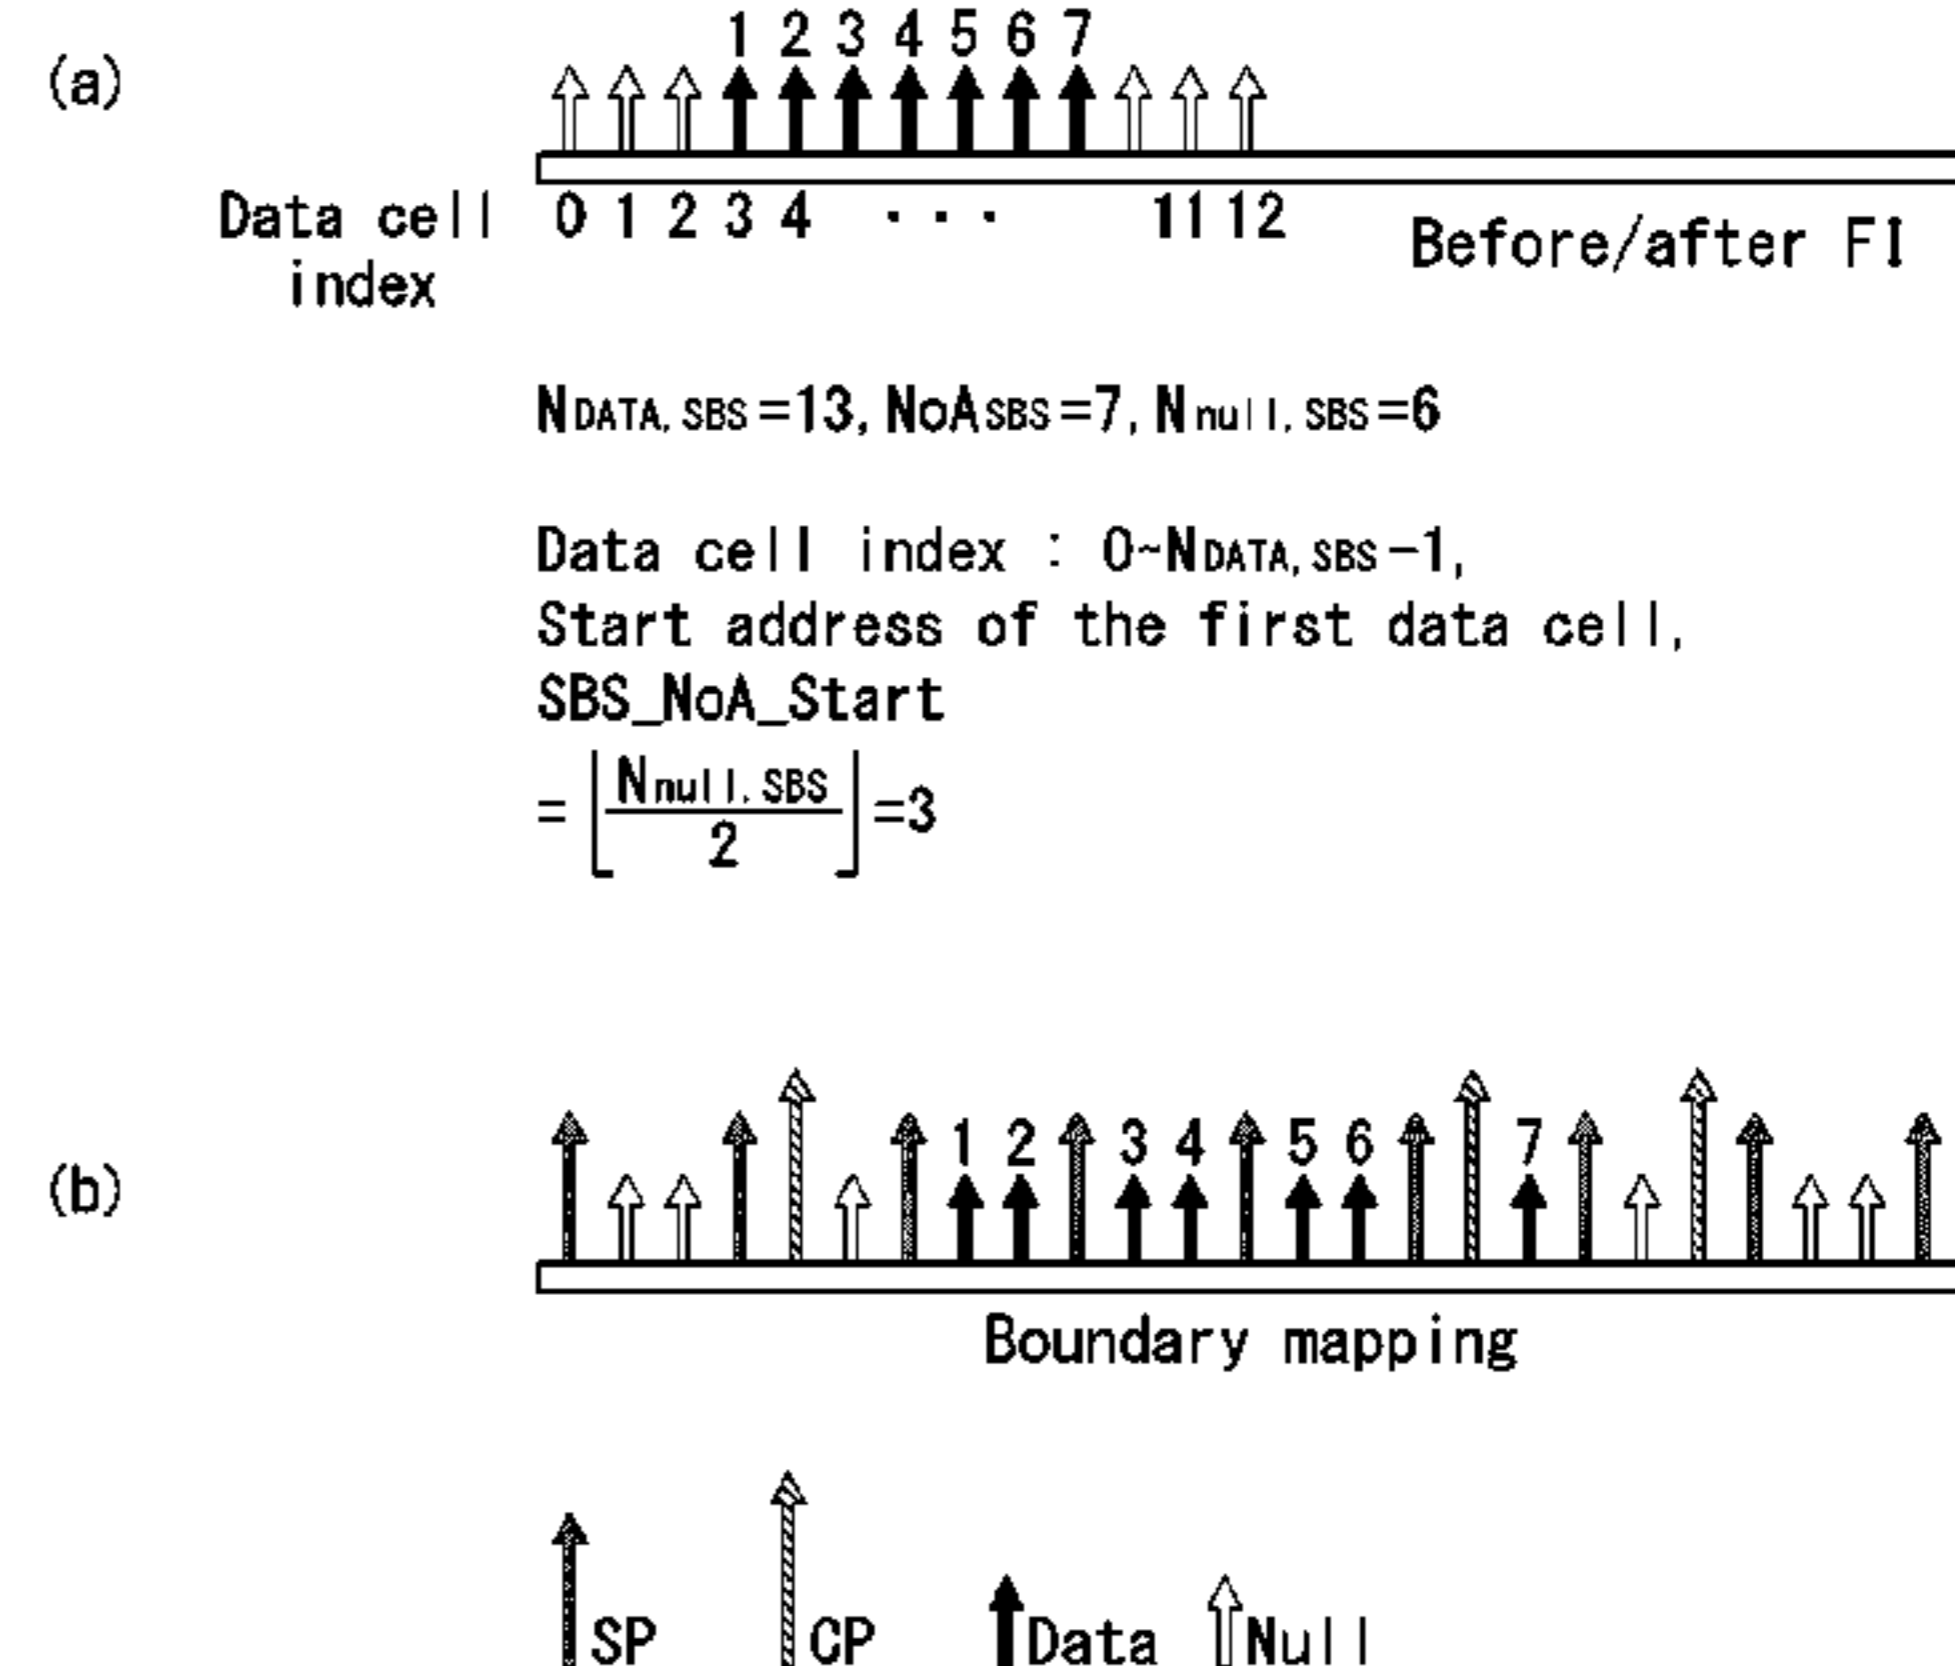 (a)
1 2 3 4 5 6 7
Data cell index
0 1 2 3 4 ··· 11 12
Before/after FI
NDATA, SBS=13, NoASBS=7, Nnull, SBS=6
Data cell index : 0~NDATA, SBS-1,
Start address of the first data cell,
SBS_NoA_Start
= ⌊Nnull, SBS / 2⌋ =3
(b)
1 2 3 4 5 6 7
Boundary mapping
SP CP Data Null